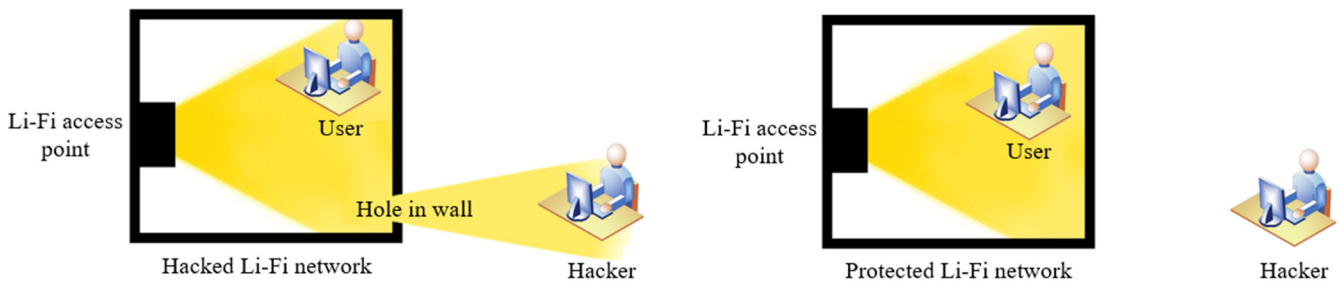 Li-Fi access
point
User
Hole in wall
Hacked Li-Fi network
Hacker
Li-Fi access
point
User
Protected Li-Fi network
Hacker